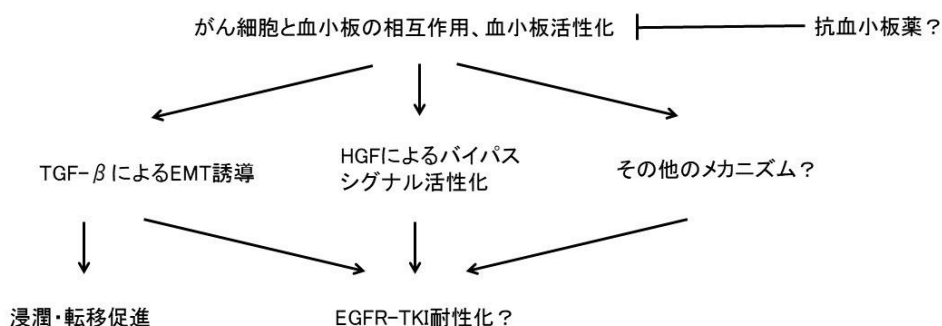 がん細胞と血小板の相互作用、血小板活性化
抗血小板薬？
TGF-βによるEMT誘導
HGFによるバイパス
シグナル活性化
その他のメカニズム？
浸潤・転移促進
EGFR-TKI耐性化？